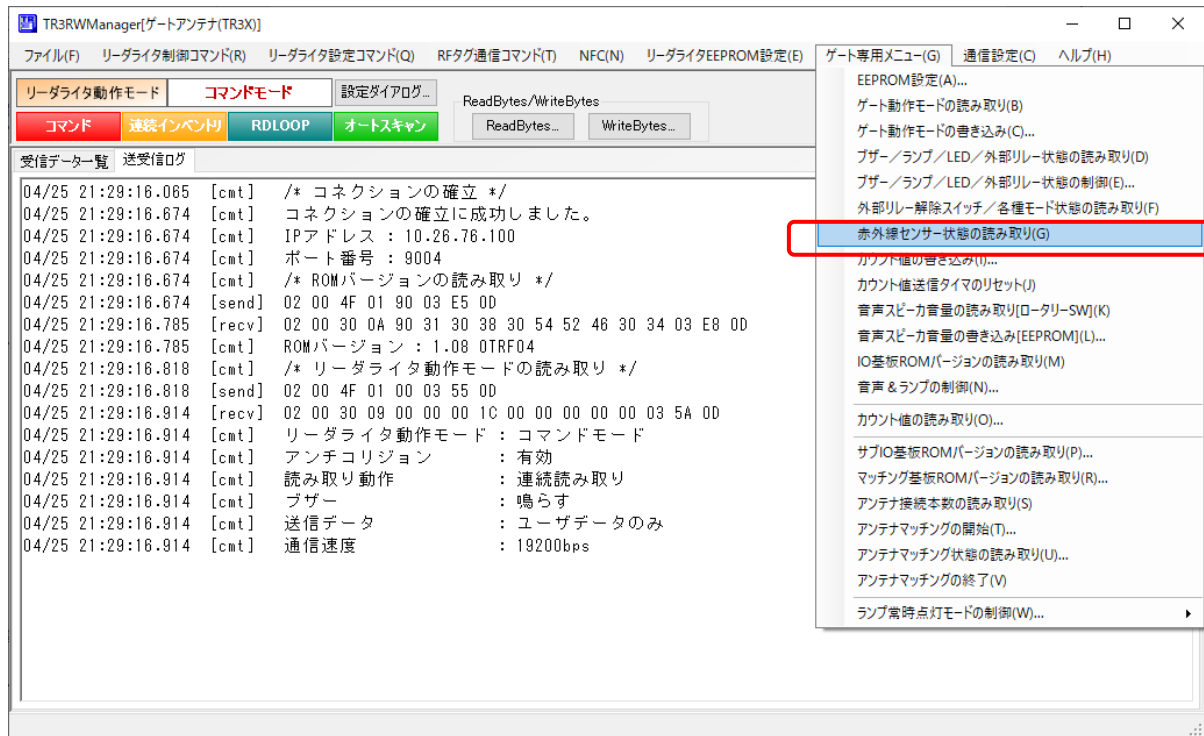 TR3RWManager[ゲートアンテナ(TR3X)]
ファイル(F) リーダライタ制御コマンド(R) リーダライタ設定コマンド(Q) RFタグ通信コマンド(T) NFC(N) リーダライタEEPROM設定(E) ゲート専用メニュー(G) 通信設定(C) ヘルプ(H)
リーダライタ動作モード コマンドモード 設定ダイアログ...
コマンド 連続インベントリ RDLOOP オートスキャン
ReadBytes/WriteBytes
ReadBytes... WriteBytes...
受信データ一覧 送受信ログ
04/25 21:29:16.065 [cmt] /* コネクションの確立 */
04/25 21:29:16.674 [cmt] コネクションの確立に成功しました。
04/25 21:29:16.674 [cmt] IPアドレス : 10.26.76.100
04/25 21:29:16.674 [cmt] ポート番号 : 9004
04/25 21:29:16.674 [cmt] /* ROMバージョンの読み取り */
04/25 21:29:16.674 [send] 02 00 4F 01 90 03 E5 0D
04/25 21:29:16.785 [recv] 02 00 30 0A 90 31 30 38 30 54 52 46 30 34 03 E8 0D
04/25 21:29:16.785 [cmt] ROMバージョン : 1.08 0TRF04
04/25 21:29:16.818 [cmt] /* リーダライタ動作モードの読み取り */
04/25 21:29:16.818 [send] 02 00 4F 01 00 03 55 0D
04/25 21:29:16.914 [recv] 02 00 30 09 00 00 00 1C 00 00 00 00 00 03 5A 0D
04/25 21:29:16.914 [cmt] リーダライタ動作モード : コマンドモード
04/25 21:29:16.914 [cmt] アンチコリジョン : 有効
04/25 21:29:16.914 [cmt] 読み取り動作 : 連続読み取り
04/25 21:29:16.914 [cmt] ブザー : 鳴らす
04/25 21:29:16.914 [cmt] 送信データ : ユーザデータのみ
04/25 21:29:16.914 [cmt] 通信速度 : 19200bps
EEPROM設定(A)...
ゲート動作モードの読み取り(B)
ゲート動作モードの書き込み(C)...
ブザー/ランプ/LED/外部リレー状態の読み取り(D)
ブザー/ランプ/LED/外部リレー状態の制御(E)...
外部リレー解除スイッチ/各種モード状態の読み取り(F)
赤外線センサー状態の読み取り(G)
カウント値の書き込み(I)...
カウント値送信タイマのリセット(J)
音声スピーカ音量の読み取り[ロータリーSW](K)
音声スピーカ音量の書き込み[EEPROM](L)...
IO基板ROMバージョンの読み取り(M)
音声&ランプの制御(N)...
カウント値の読み取り(O)...
サブIO基板ROMバージョンの読み取り(P)...
マッチング基板ROMバージョンの読み取り(R)...
アンテナ接続本数の読み取り(S)
アンテナマッチングの開始(T)...
アンテナマッチング状態の読み取り(U)...
アンテナマッチングの終了(V)
ランプ常時点灯モードの制御(W)...